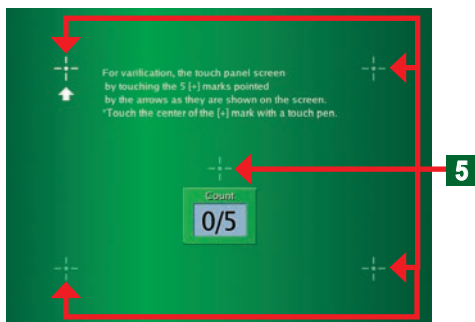 For varification, the touch panel screen
by touching the 5 [+] marks pointed
by the arrows as they are shown on the screen.
*Touch the center of the [+] mark with a touch pen.
5
Count
0/5